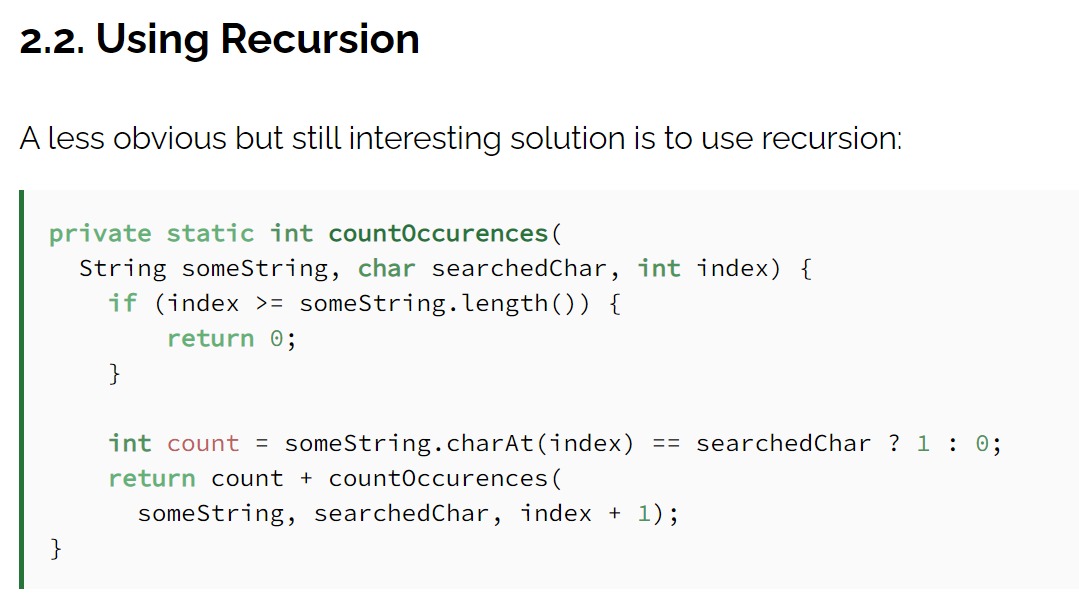 2.2. Using Recursion
A less obvious but still interesting solution is to use recursion:
private static int countOccurences(
  String someString, char searchedChar, int index) {
    if (index >= someString.length()) {
        return 0;
    }
    int count = someString.charAt(index) == searchedChar ? 1 : 0;
    return count + countOccurences(
      someString, searchedChar, index + 1);
}